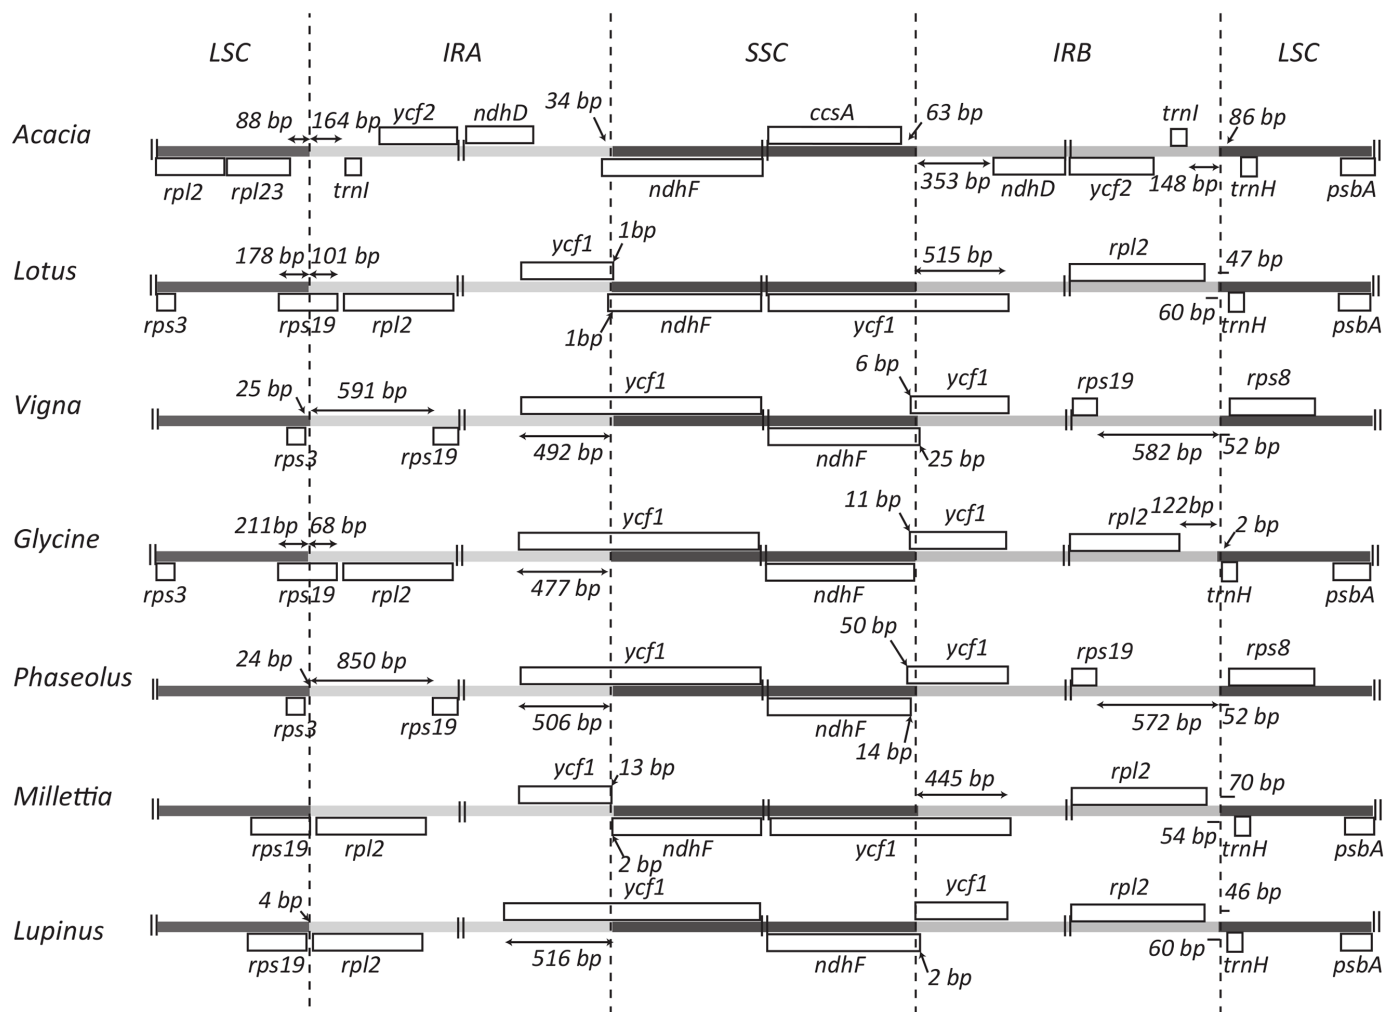 LSC IRA SSC IRB LSC
Acacia
88 bp 164 bp ycf2 ndhD 34 bp ccsA 63 bp trnI 86 bp
rpl2 rpl23 trnI ndhF 353 bp ndhD ycf2 148 bp trnH psbA
Lotus
178 bp 101 bp ycf1 1bp 515 bp rpl2 47 bp
rps3 rps19 rpl2 1bp ndhF ycf1 60 bp trnH psbA
Vigna
25 bp 591 bp ycf1 6 bp ycf1 rps19 rps8
rps3 rps19 492 bp ndhF 25 bp 582 bp 52 bp
Glycine
211bp 68 bp ycf1 11 bp ycf1 rpl2 122bp 2 bp
rps3 rps19 rpl2 477 bp ndhF trnH psbA
Phaseolus
24 bp 850 bp ycf1 50 bp ycf1 rps19 rps8
rps3 rps19 506 bp ndhF 14 bp 572 bp 52 bp
Millettia
ycf1 13 bp 445 bp rpl2 70 bp
rps19 rpl2 2 bp ndhF ycf1 54 bp trnH psbA
Lupinus
4 bp ycf1 ycf1 rpl2 46 bp
rps19 rpl2 516 bp ndhF 2 bp 60 bp trnH psbA